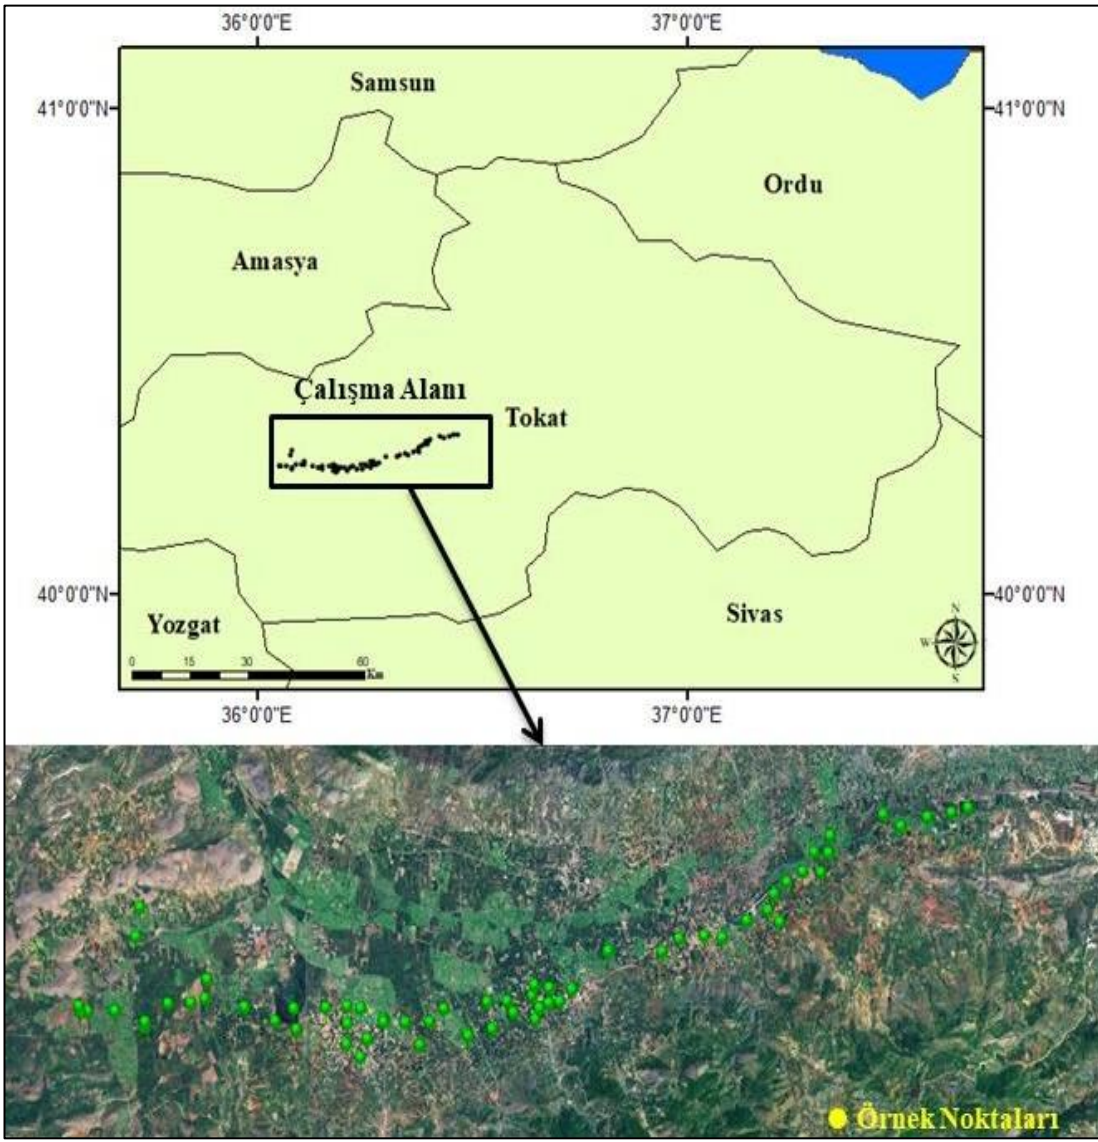 36°0'0"E 37°0'0"E
Samsun
41°0'0"N 41°0'0"N
Ordu
Amasya
Çalışma Alanı
Tokat
40°0'0"N 40°0'0"N
Sivas
Yozgat
N
W E
S
0 15 30 60
Km
36°0'0"E 37°0'0"E
Örnek Noktaları